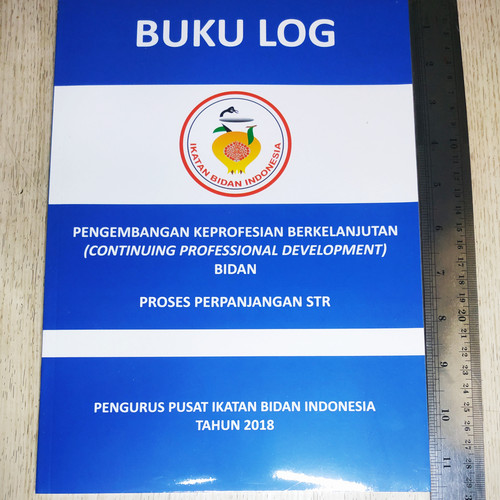 BUKU LOG
IKATAN BIDAN INDONESIA
PENGEMBANGAN KEPROFESIAN BERKELANJUTAN
(CONTINUING PROFESSIONAL DEVELOPMENT)
BIDAN
PROSES PERPANJANGAN STR
PENGURUS PUSAT IKATAN BIDAN INDONESIA
TAHUN 2018